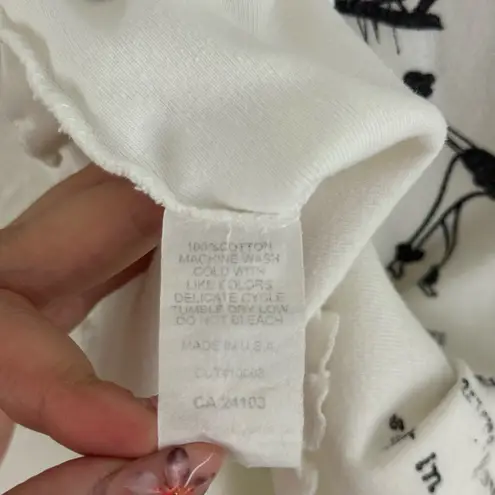 100% COTTON
MACHINE WASH
COLD WITH
LIKE COLORS
DELICATE CYCLE
TUMBLE DRY LOW
DO NOT BLEACH
MADE IN U.S.A.
CA 24103
In